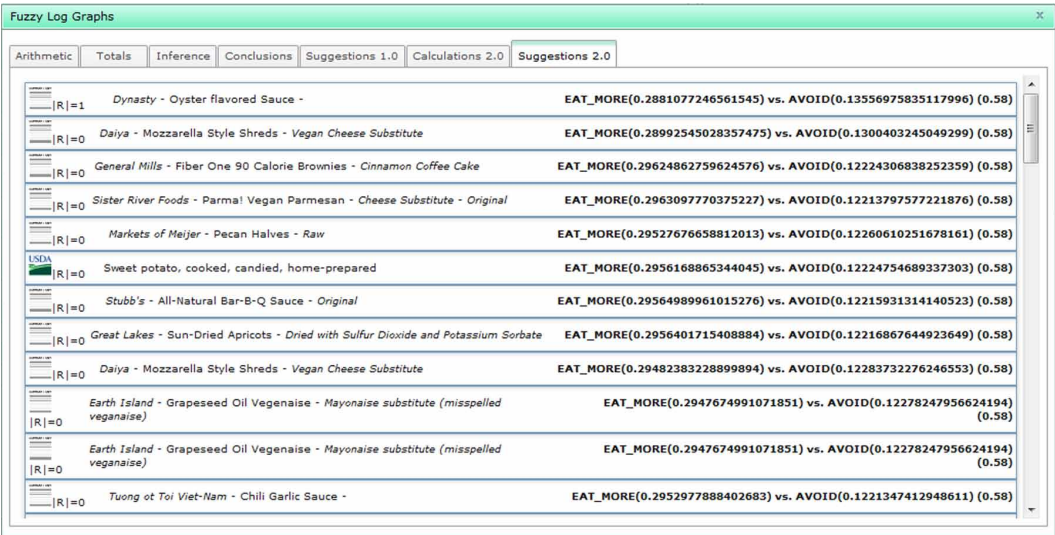 Fuzzy Log Graphs
x
Arithmetic Totals Inference Conclusions Suggestions 1.0 Calculations 2.0 Suggestions 2.0
|R|=1 Dynasty - Oyster flavored Sauce - EAT_MORE(0.2881077246561545) vs. AVOID(0.13556975835117996) (0.58)
|R|=0 Daiya - Mozzarella Style Shreds - Vegan Cheese Substitute EAT_MORE(0.28992545028357475) vs. AVOID(0.1300403245049299) (0.58)
|R|=0 General Mills - Fiber One 90 Calorie Brownies - Cinnamon Coffee Cake EAT_MORE(0.29624862759624576) vs. AVOID(0.12224306838252359) (0.58)
|R|=0 Sister River Foods - Parma! Vegan Parmesan - Cheese Substitute - Original EAT_MORE(0.2963097770375227) vs. AVOID(0.12213797577221876) (0.58)
|R|=0 Markets of Meijer - Pecan Halves - Raw EAT_MORE(0.29527676658812013) vs. AVOID(0.12260610251678161) (0.58)
USDA
|R|=0 Sweet potato, cooked, candied, home-prepared EAT_MORE(0.2956168865344045) vs. AVOID(0.12224754689337303) (0.58)
|R|=0 Stubb's - All-Natural Bar-B-Q Sauce - Original EAT_MORE(0.29564989961015276) vs. AVOID(0.12215931314140523) (0.58)
|R|=0 Great Lakes - Sun-Dried Apricots - Dried with Sulfur Dioxide and Potassium Sorbate EAT_MORE(0.295640171540888​4) vs. AVOID(0.12216867644923649) (0.58)
|R|=0 Daiya - Mozzarella Style Shreds - Vegan Cheese Substitute EAT_MORE(0.29482383228899894) vs. AVOID(0.12283732276246553) (0.58)
Earth Island - Grapeseed Oil Vegenaise - Mayonaise substitute (misspelled EAT_MORE(0.2947674991071851) vs. AVOID(0.12278247956624194)
|R|=0 veganaise) (0.58)
Earth Island - Grapeseed Oil Vegenaise - Mayonaise substitute (misspelled EAT_MORE(0.2947674991071851) vs. AVOID(0.12278247956624194)
|R|=0 veganaise) (0.58)
|R|=0 Tuong ot Toi Viet-Nam - Chili Garlic Sauce - EAT_MORE(0.2952977888402683) vs. AVOID(0.1221347412948611) (0.58)